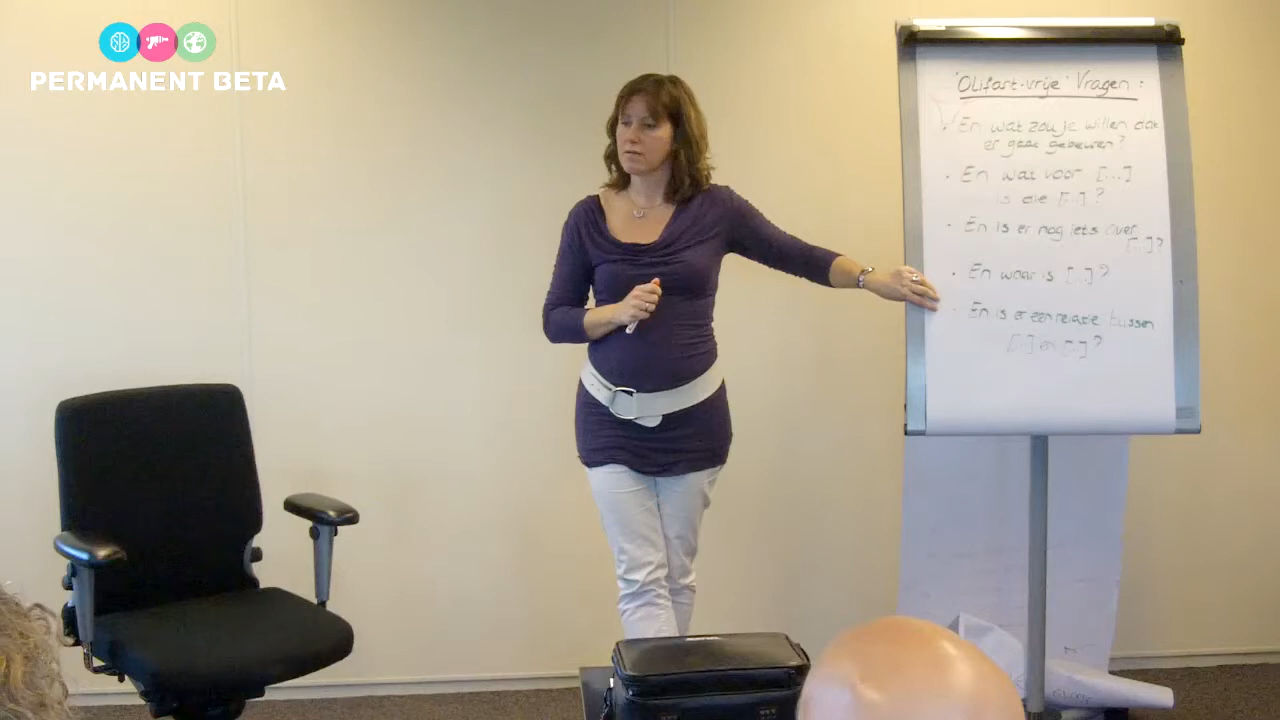 PERMANENT BETA
'Olifant-vrije' Vragen :
En wat zou je willen dat
er gaat gebeuren?
• En wat voor [...]
is die [...]?
• En is er nog iets over
[...]?
• En waar is [...]?
• En is er een relatie tussen
[...] en [...]?